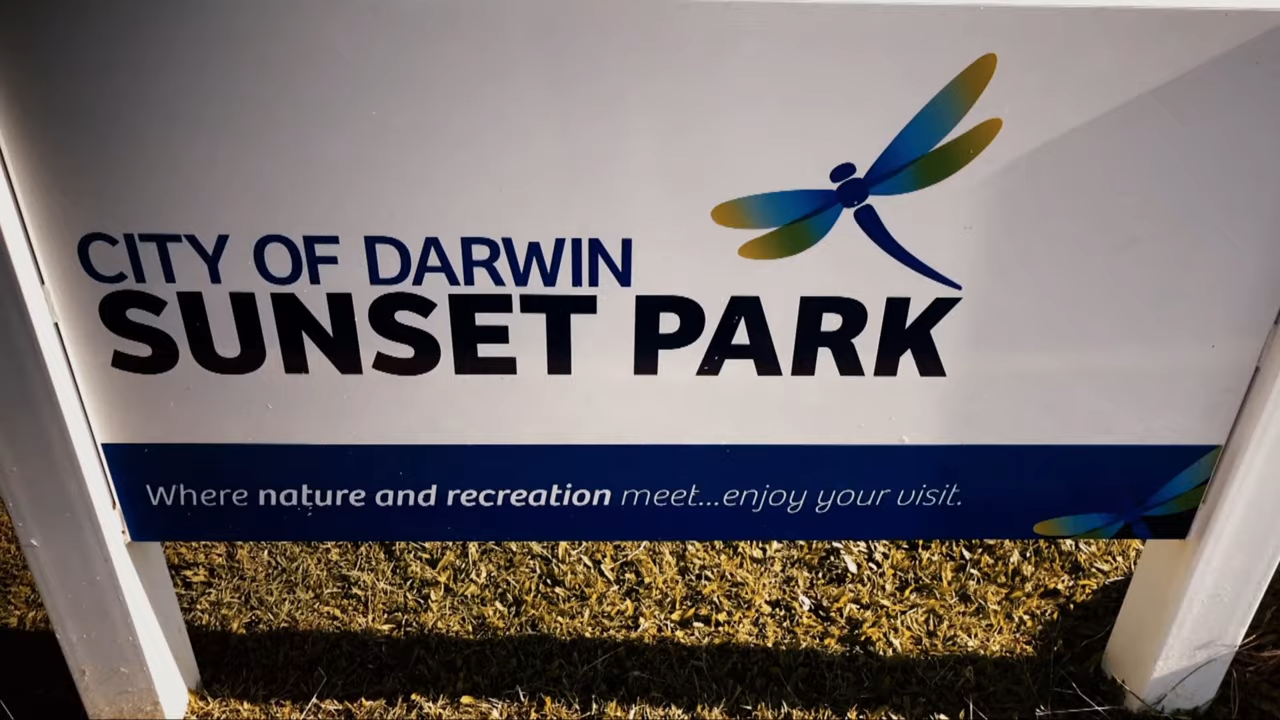 CITY OF DARWIN
SUNSET PARK
Where nature and recreation meet...enjoy your visit.